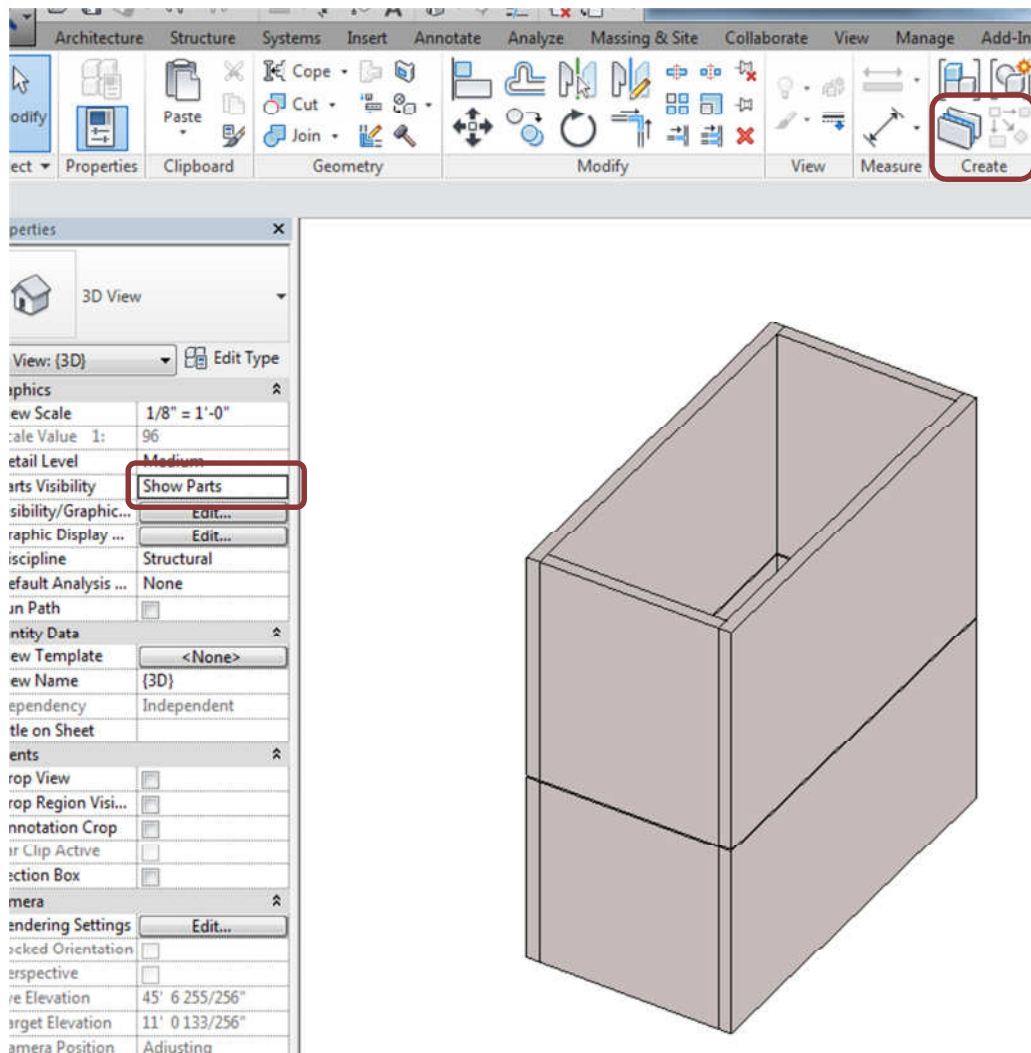 Architecture Structure Systems Insert Annotate Analyze Massing & Site Collaborate View Manage Add-In
odify Paste Cope Cut Join
ect Properties Clipboard Geometry Modify View Measure Create
perties
3D View
View: {3D} Edit Type
aphics
ew Scale 1/8" = 1'-0"
cale Value 1: 96
etail Level Medium
arts Visibility Show Parts
sibility/Graphic... Edit...
raphic Display ... Edit...
iscipline Structural
efault Analysis ... None
un Path
entity Data
ew Template <None>
ew Name {3D}
ependency Independent
tle on Sheet
tents
rop View
rop Region Visi...
nnotation Crop
ar Clip Active
ection Box
mera
endering Settings Edit...
ocked Orientation
erspective
ye Elevation 45' 6 255/256"
arget Elevation 11' 0 133/256"
amera Position Adjusting